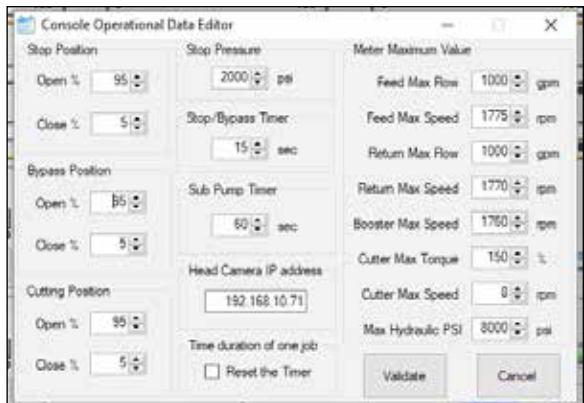 Console Operational Data Editor
Stop Position
Open % 95
Close % 5
Bypass Position
Open % 95
Close % 5
Cutting Position
Open % 95
Close % 5
Stop Pressure
2000 psi
Stop/Bypass Timer
15 sec
Sub Pump Timer
60 sec
Head Camera IP address
192.168.10.71
Time duration of one job
Reset the Timer
Meter Maximum Value
Feed Max Flow 1000 gpm
Feed Max Speed 1775 rpm
Return Max Flow 1000 gpm
Return Max Speed 1770 rpm
Booster Max Speed 1760 rpm
Cutter Max Torque 150 %
Cutter Max Speed 8 rpm
Max Hydraulic PSI 8000 psi
Validate
Cancel